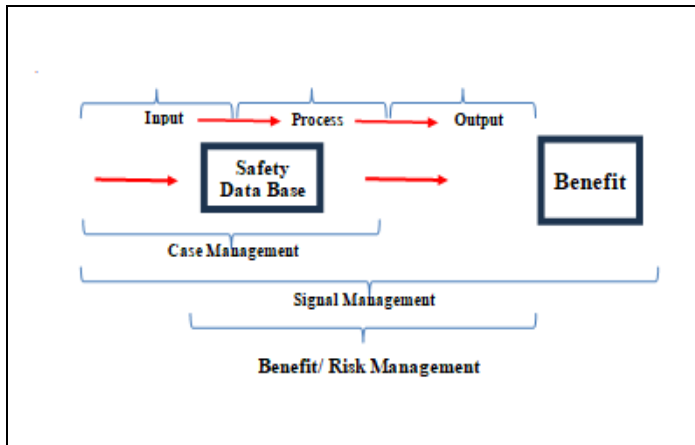 Input
Process
Output
Safety
Data Base
Benefit
Case Management
Signal Management
Benefit/ Risk Management